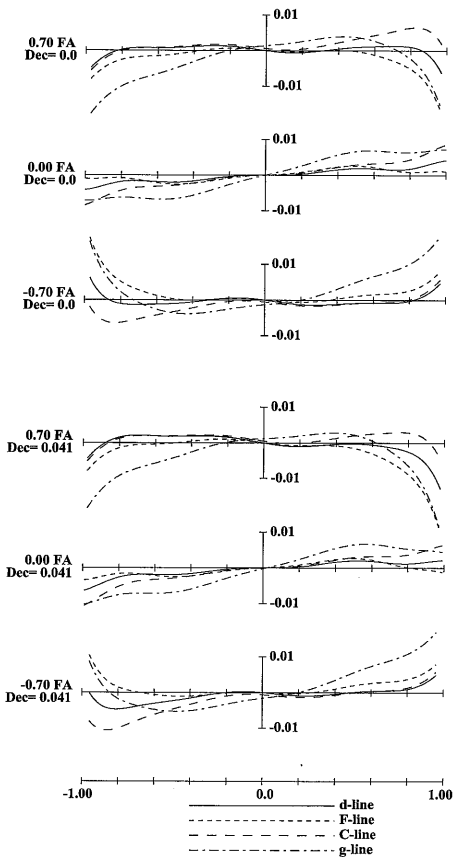 0.01
0.70 FA
Dec= 0.0
-0.01
0.01
0.00 FA
Dec= 0.0
-0.01
0.01
-0.70 FA
Dec= 0.0
-0.01
0.01
0.70 FA
Dec= 0.041
-0.01
0.01
0.00 FA
Dec= 0.041
-0.01
0.01
-0.70 FA
Dec= 0.041
-0.01
-1.00 0.0 1.00
d-line
F-line
C-line
g-line